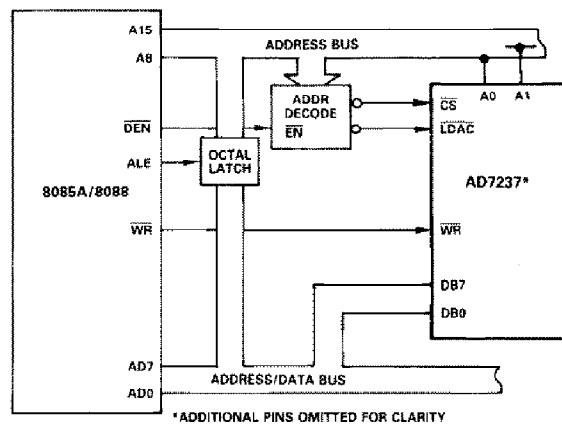 A15
A8
ADDRESS BUS
ADDR
DECODE
EN
A0
A1
CS
LDAC
DEN
ALE
OCTAL
LATCH
8085A/8088
AD7237*
WR
WR
DB7
DB0
AD7
AD0
ADDRESS/DATA BUS
*ADDITIONAL PINS OMITTED FOR CLARITY